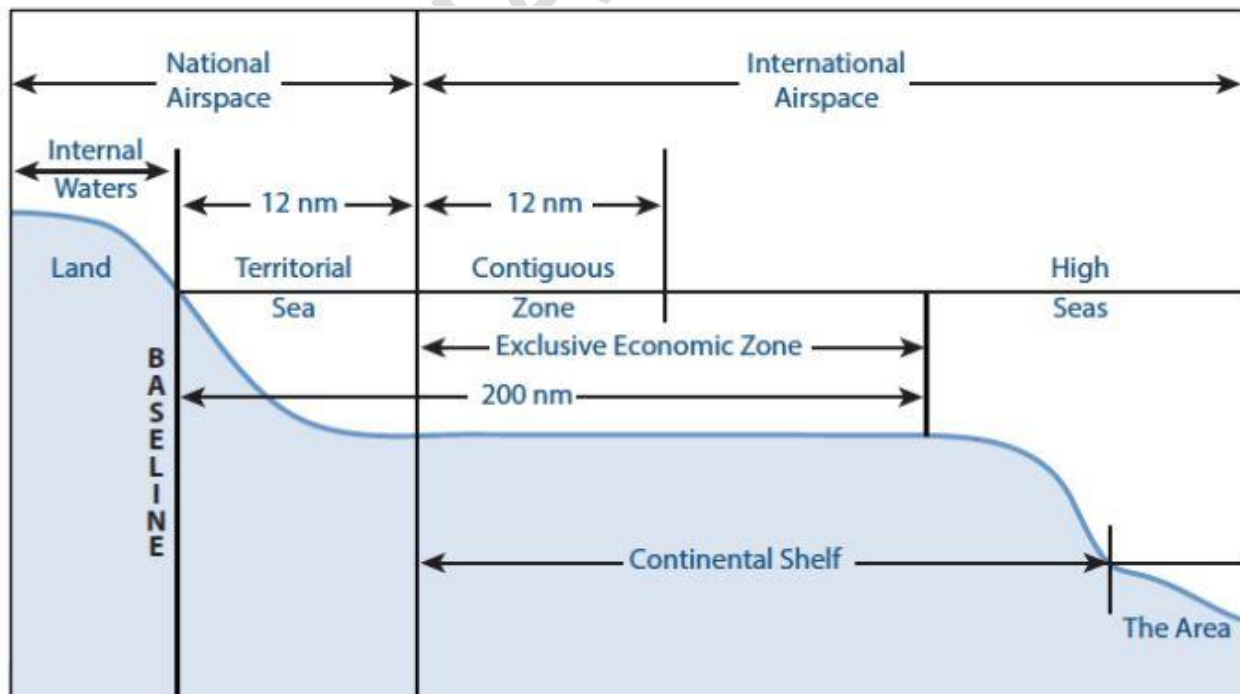 National
Airspace
International
Airspace
Internal
Waters
12 nm
12 nm
Land
Territorial
Sea
Contiguous
Zone
High
Seas
BASELINE
Exclusive Economic Zone
200 nm
Continental Shelf
The Area